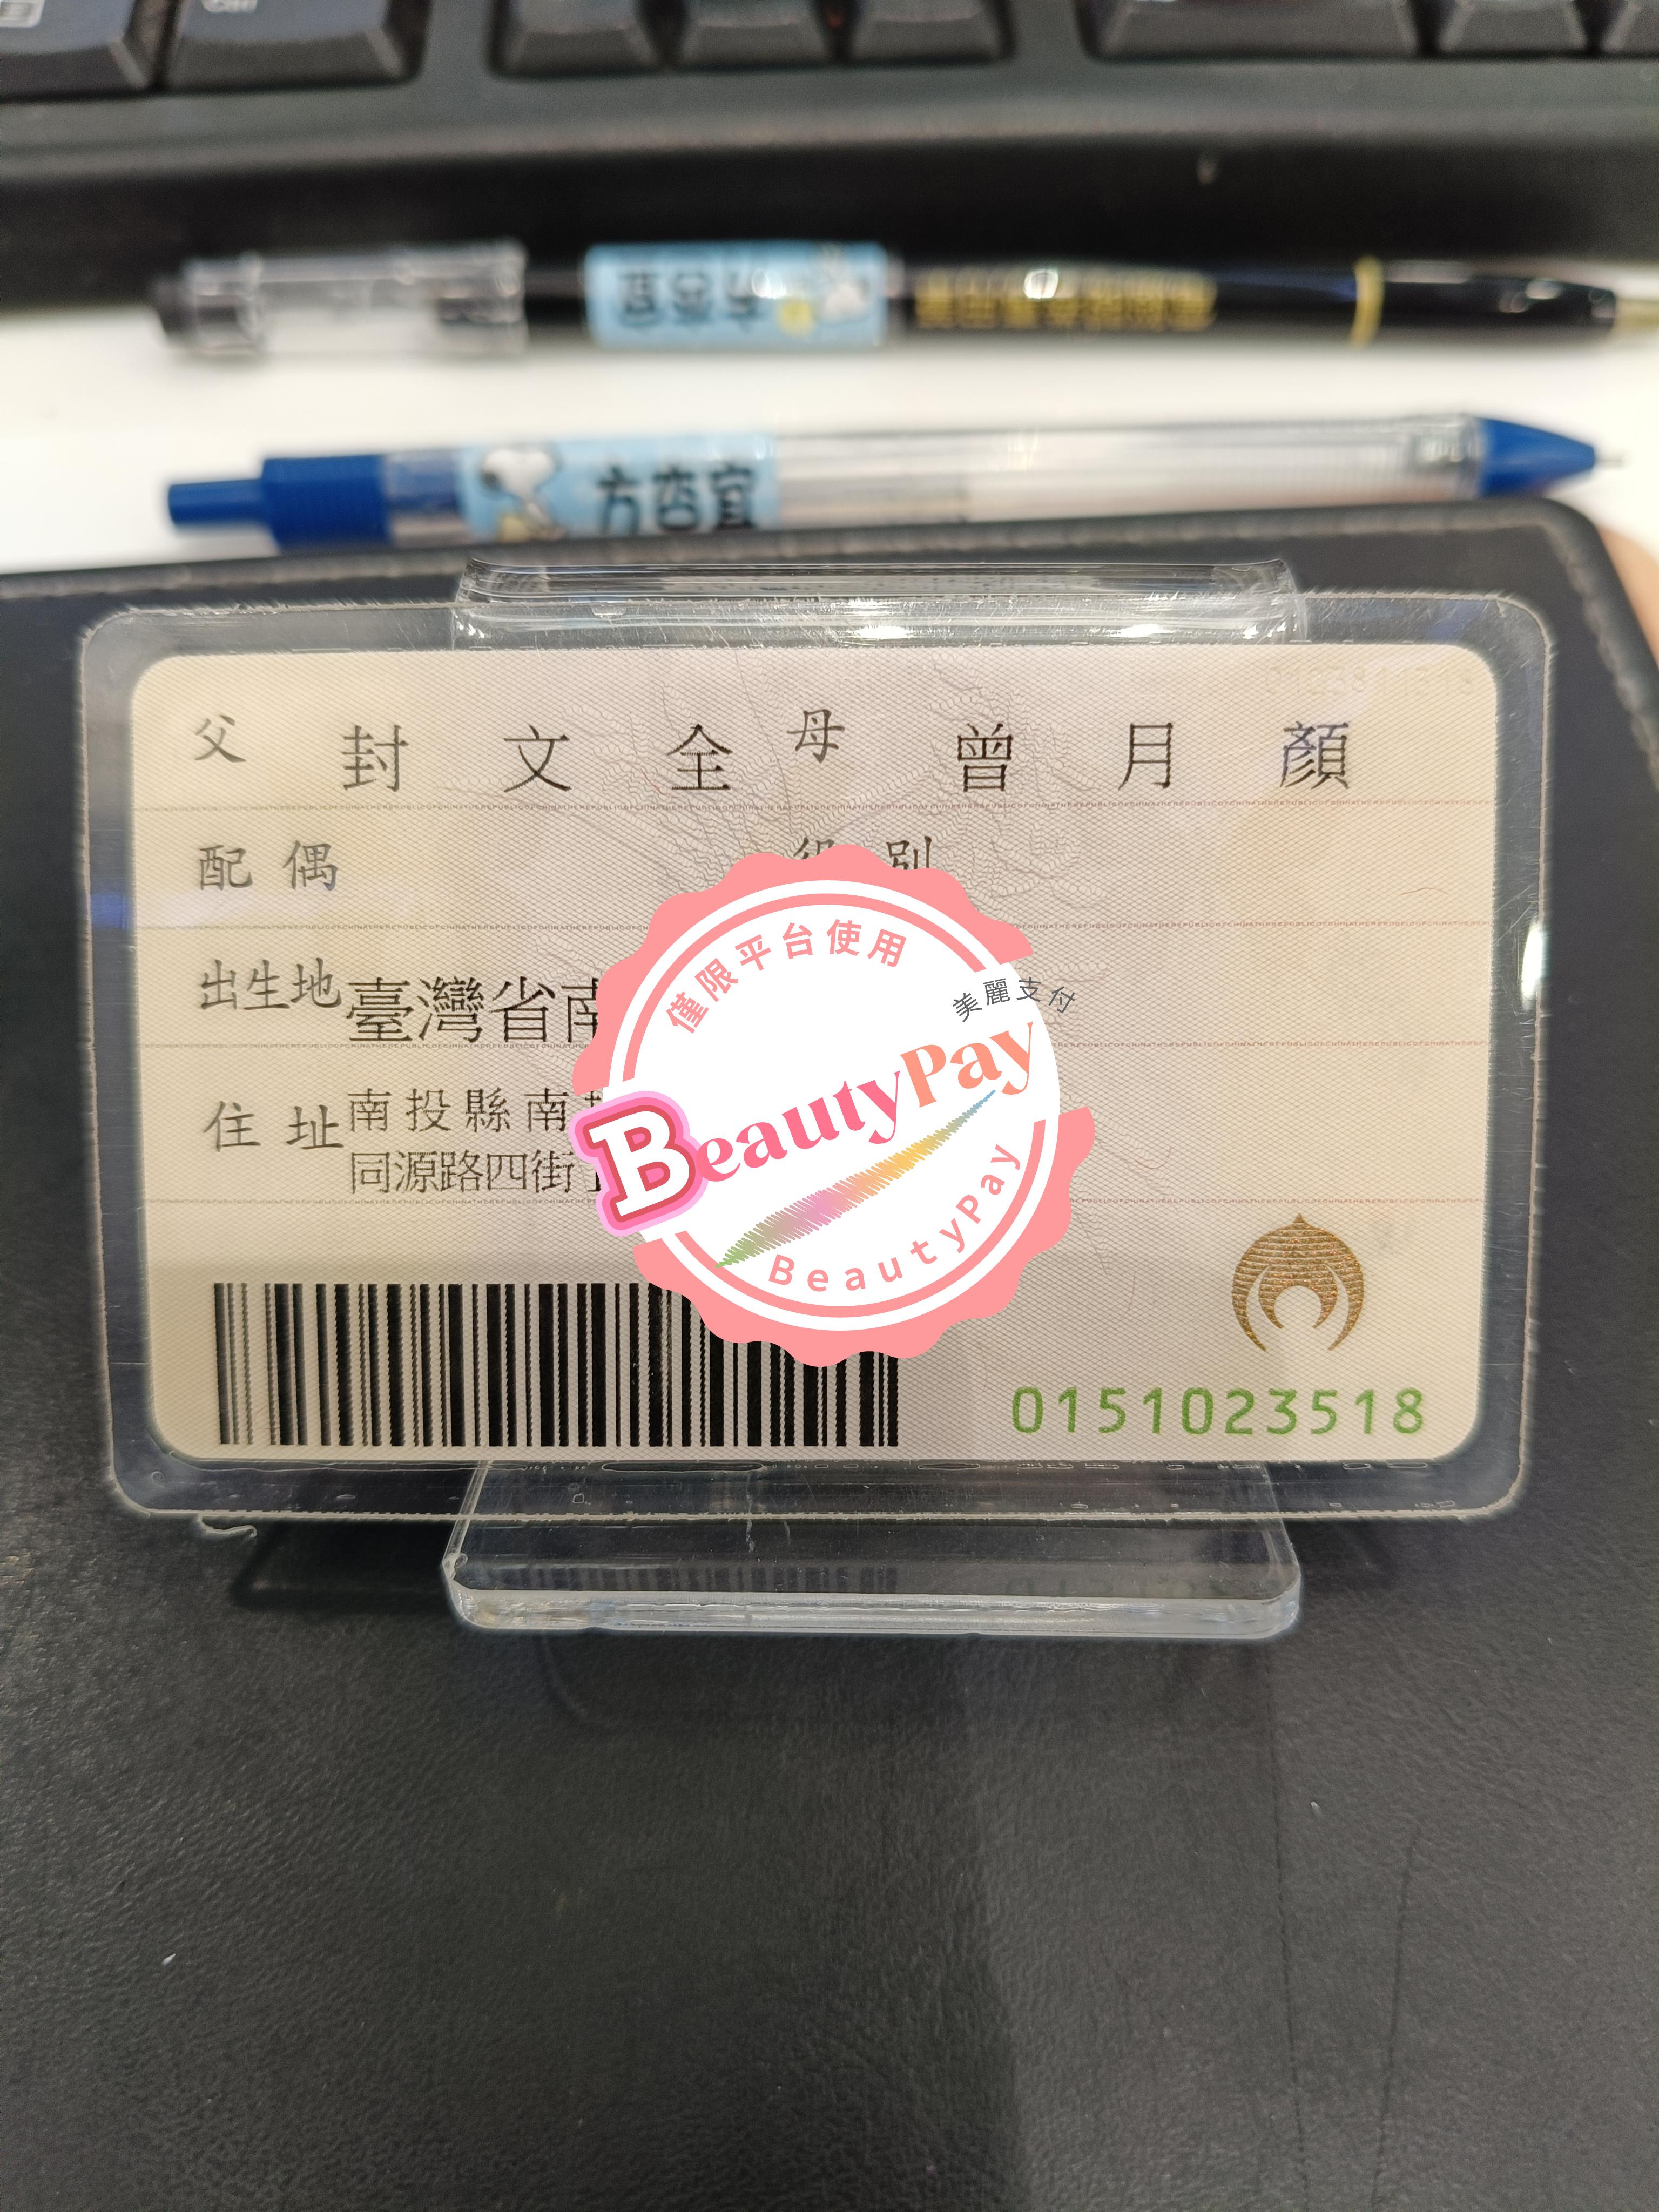 方杏宜
父 封文全 母 曾月顏
配偶 役別
出生地 臺灣省南
住址 南投縣南
同源路四街
僅限平台使用
美麗支付
BeautyPay
BeautyPay
0151023518